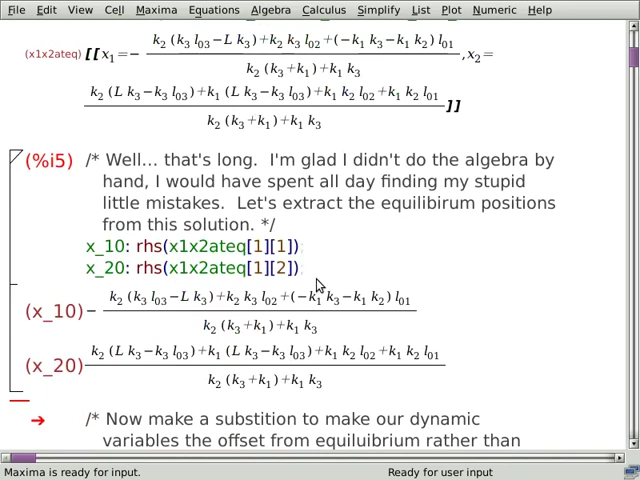 File Edit View Cell Maxima Equations Algebra Calculus Simplify List Plot Numeric Help
(x1x2ateq) [[x₁=− (k₂ (k₃ l₀₃−L k₃)+k₂ k₃ l₀₂+(−k₁ k₃−k₁ k₂) l₀₁)/(k₂ (k₃+k₁)+k₁ k₃) ,x₂=
(k₂ (L k₃−k₃ l₀₃)+k₁ (L k₃−k₃ l₀₃)+k₁ k₂ l₀₂+k₁ k₂ l₀₁)/(k₂ (k₃+k₁)+k₁ k₃) ]]
(%i5) /* Well... that's long. I'm glad I didn't do the algebra by
hand, I would have spent all day finding my stupid
little mistakes. Let's extract the equilibirum positions
from this solution. */
x_10: rhs(x1x2ateq[1][1]);
x_20: rhs(x1x2ateq[1][2]);
(x_10) − (k₂ (k₃ l₀₃−L k₃)+k₂ k₃ l₀₂+(−k₁ k₃−k₁ k₂) l₀₁)/(k₂ (k₃+k₁)+k₁ k₃)
(x_20) (k₂ (L k₃−k₃ l₀₃)+k₁ (L k₃−k₃ l₀₃)+k₁ k₂ l₀₂+k₁ k₂ l₀₁)/(k₂ (k₃+k₁)+k₁ k₃)
/* Now make a substition to make our dynamic
variables the offset from equiluibrium rather than
Maxima is ready for input. Ready for user input